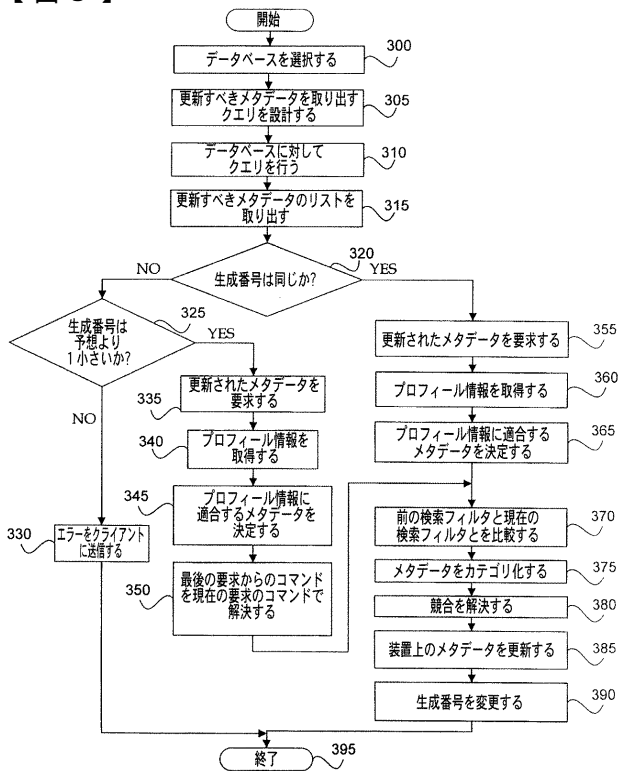 開始
データベースを選択する
300
更新すべきメタデータを取り出す
クエリを設計する
305
データベースに対して
クエリを行う
310
更新すべきメタデータのリストを
取り出す
315
生成番号は同じか?
320
NO
YES
生成番号は
予想より
1小さいか?
325
YES
NO
エラーをクライアント
に送信する
330
更新されたメタデータを
要求する
335
プロフィール情報を
取得する
340
プロフィール情報に
適合するメタデータを
決定する
345
最後の要求からのコマンド
を現在の要求のコマンドで
解決する
350
更新されたメタデータを要求する
355
プロフィール情報を取得する
360
プロフィール情報に適合する
メタデータを決定する
365
前の検索フィルタと現在の
検索フィルタとを比較する
370
メタデータをカテゴリ化する
375
競合を解決する
380
装置上のメタデータを更新する
385
生成番号を変更する
390
終了
395